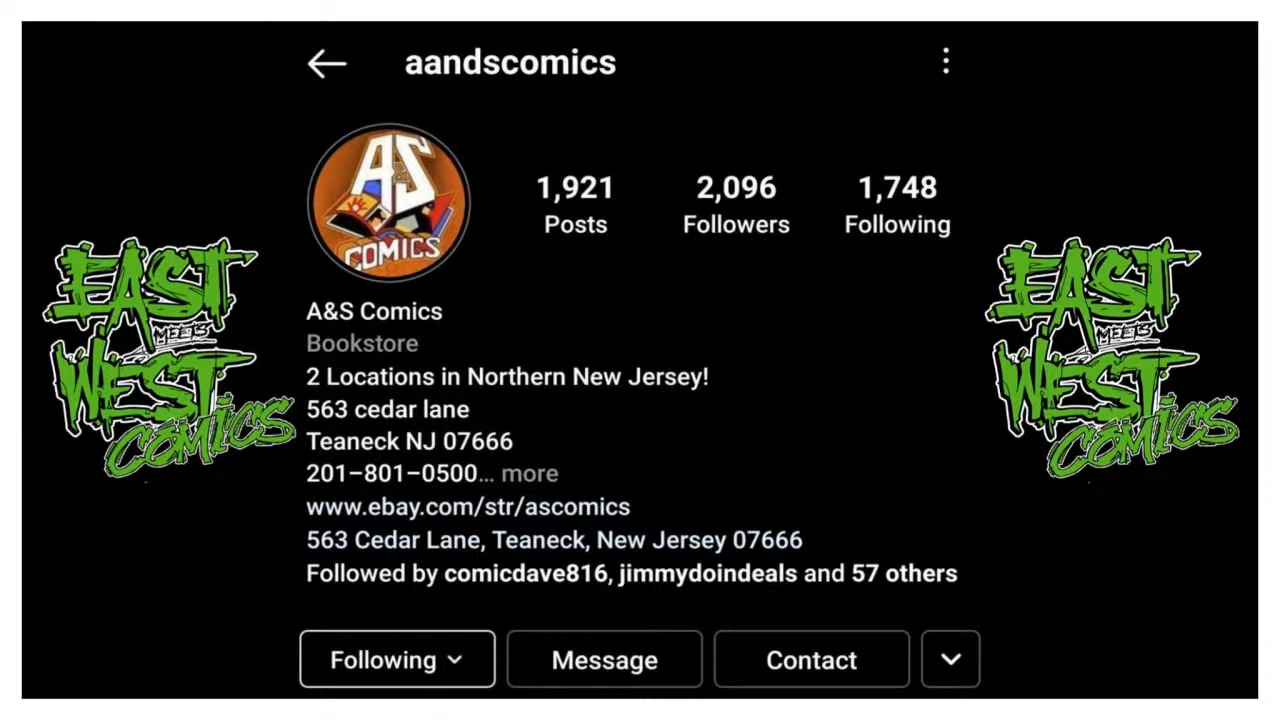 aandscomics
A&S
COMICS
1,921 2,096 1,748
Posts Followers Following
EAST
MEETS
WEST
COMICS
EAST
MEETS
WEST
COMICS
A&S Comics
Bookstore
2 Locations in Northern New Jersey!
563 cedar lane
Teaneck NJ 07666
201-801-0500... more
www.ebay.com/str/ascomics
563 Cedar Lane, Teaneck, New Jersey 07666
Followed by comicdave816, jimmydoindeals and 57 others
Following Message Contact